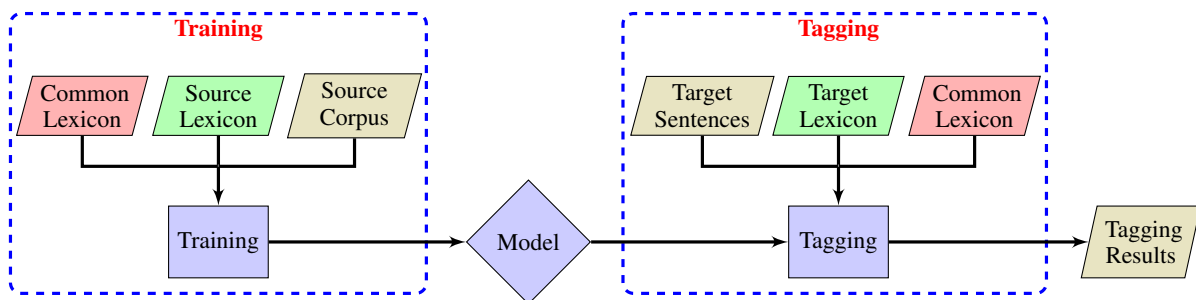 Training
Tagging
Common
Lexicon
Source
Lexicon
Source
Corpus
Target
Sentences
Target
Lexicon
Common
Lexicon
Training
Model
Tagging
Tagging
Results